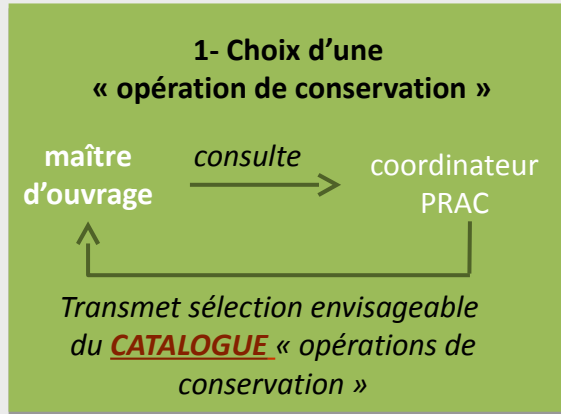 1- Choix d’une
« opération de conservation »
maître
d’ouvrage
consulte
coordinateur
PRAC
Transmet sélection envisageable
du CATALOGUE « opérations de
conservation »